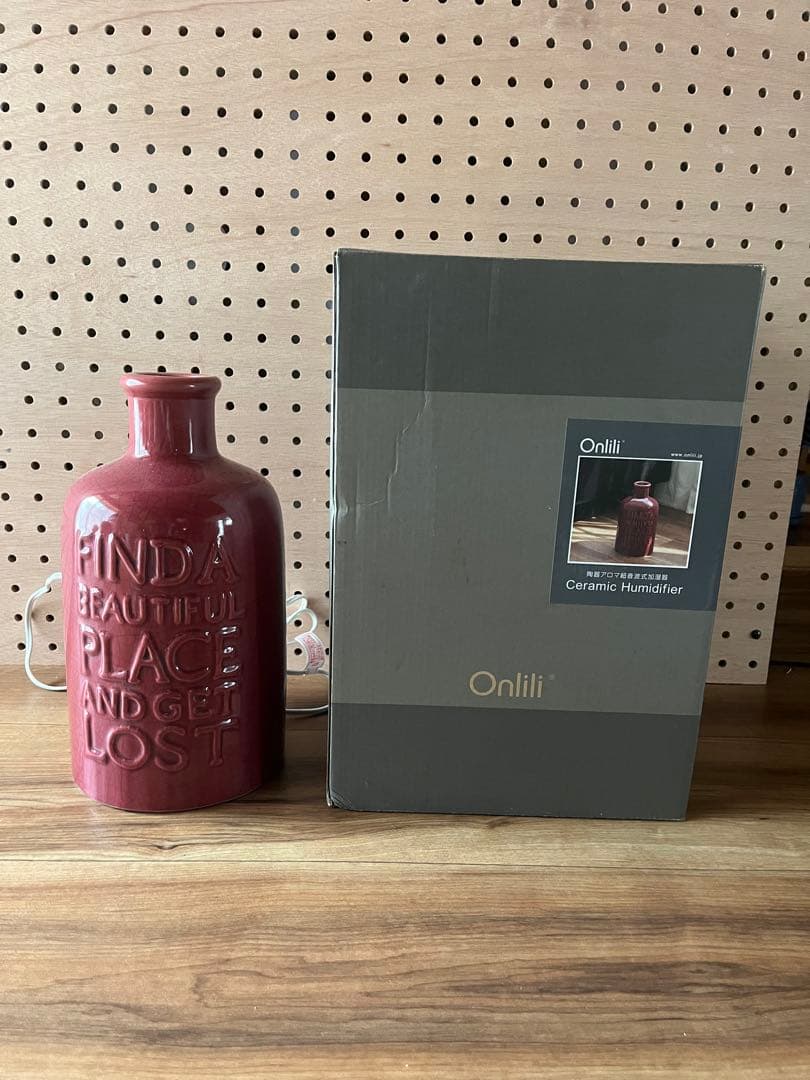 FIND A
BEAUTIFUL
PLACE
AND GET
LOST
Onlili
www.onlili.jp
陶器アロマ超音波式加湿器
Ceramic Humidifier
Onlili